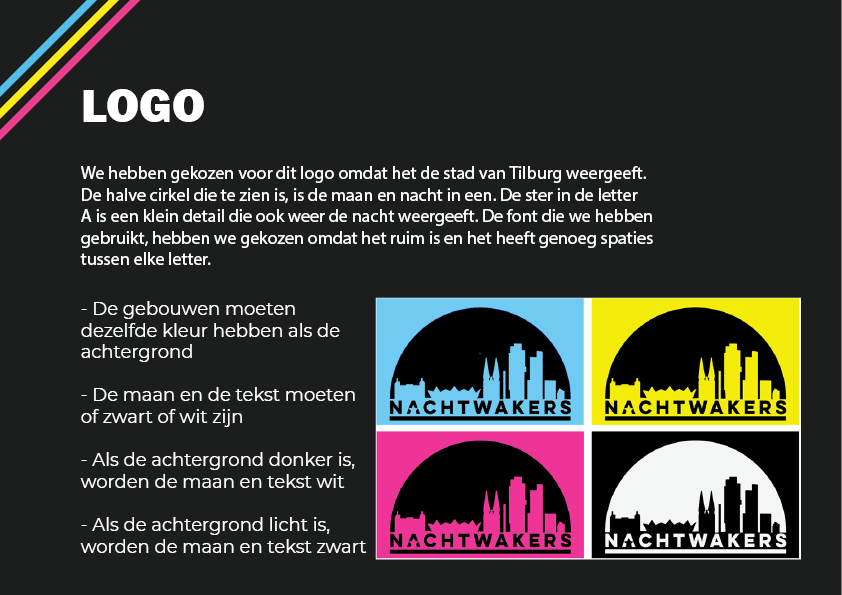 LOGO
We hebben gekozen voor dit logo omdat het de stad van Tilburg weergeeft.
De halve cirkel die te zien is, is de maan en nacht in een. De ster in de letter
A is een klein detail die ook weer de nacht weergeeft. De font die we hebben
gebruikt, hebben we gekozen omdat het ruim is en het heeft genoeg spaties
tussen elke letter.
- De gebouwen moeten
dezelfde kleur hebben als de
achtergrond
- De maan en de tekst moeten
of zwart of wit zijn
- Als de achtergrond donker is,
worden de maan en tekst wit
- Als de achtergrond licht is,
worden de maan en tekst zwart
NACHTWAKERS
NACHTWAKERS
NACHTWAKERS
NACHTWAKERS